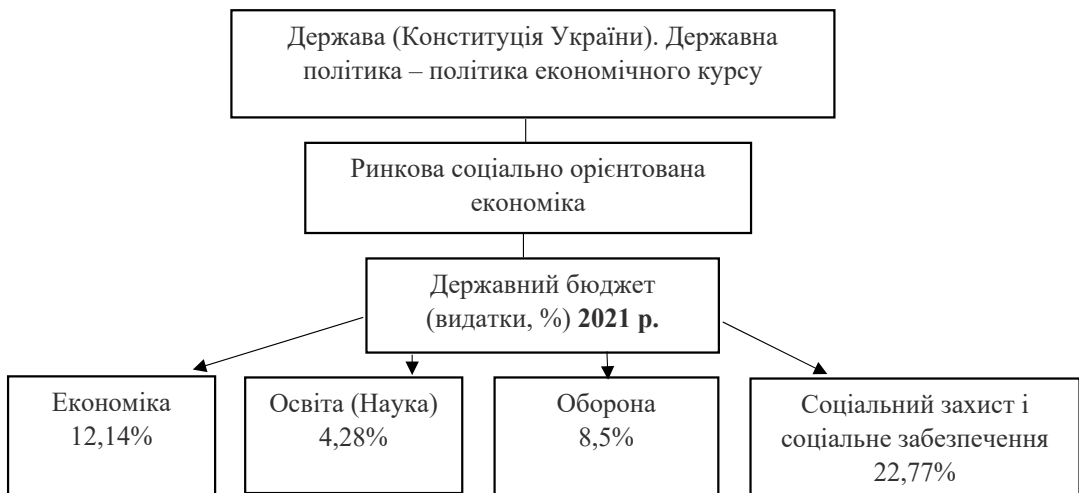 Держава (Конституція України). Державна
політика – політика економічного курсу
Ринкова соціально орієнтована
економіка
Державний бюджет
(видатки, %) 2021 р.
Економіка
12,14%
Освіта (Наука)
4,28%
Оборона
8,5%
Соціальний захист і
соціальне забезпечення
22,77%